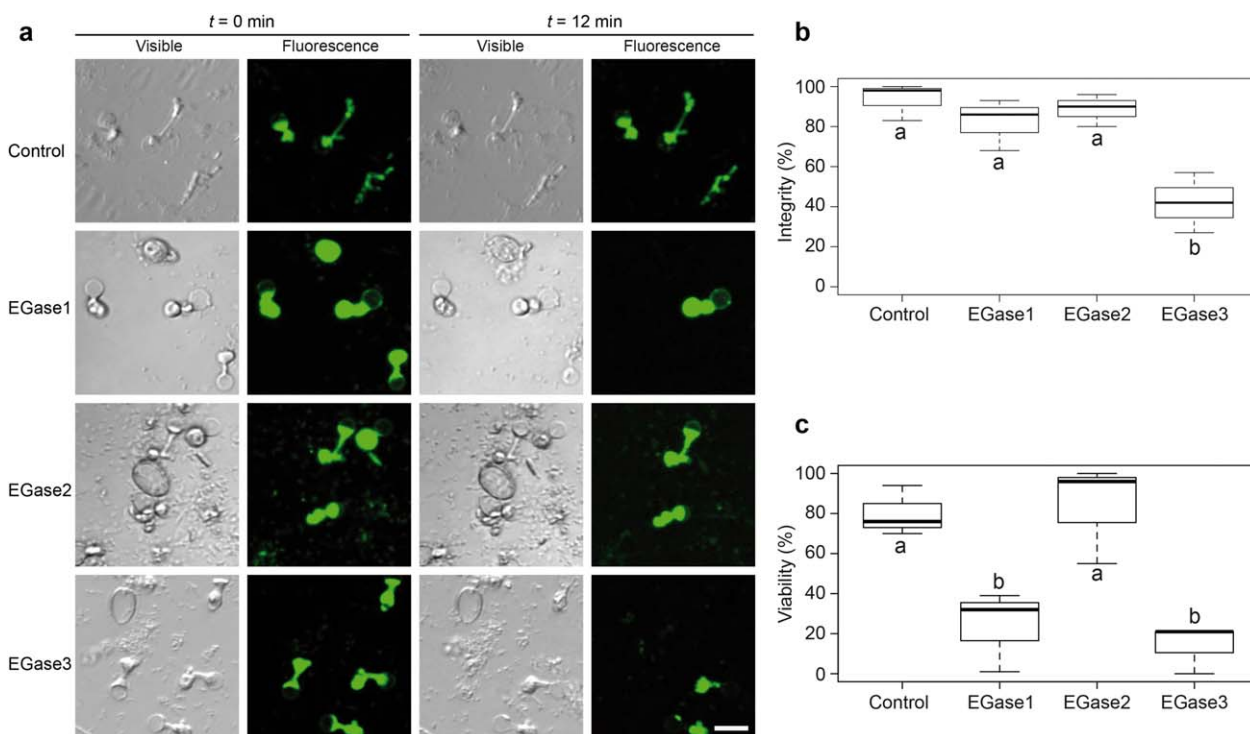 a
t = 0 min
t = 12 min
Visible
Fluorescence
Visible
Fluorescence
Control
EGase1
EGase2
EGase3
b
Integrity (%)
100
80
60
40
20
0
a
a
a
b
Control
EGase1
EGase2
EGase3
c
Viability (%)
100
80
60
40
20
0
a
b
a
b
Control
EGase1
EGase2
EGase3